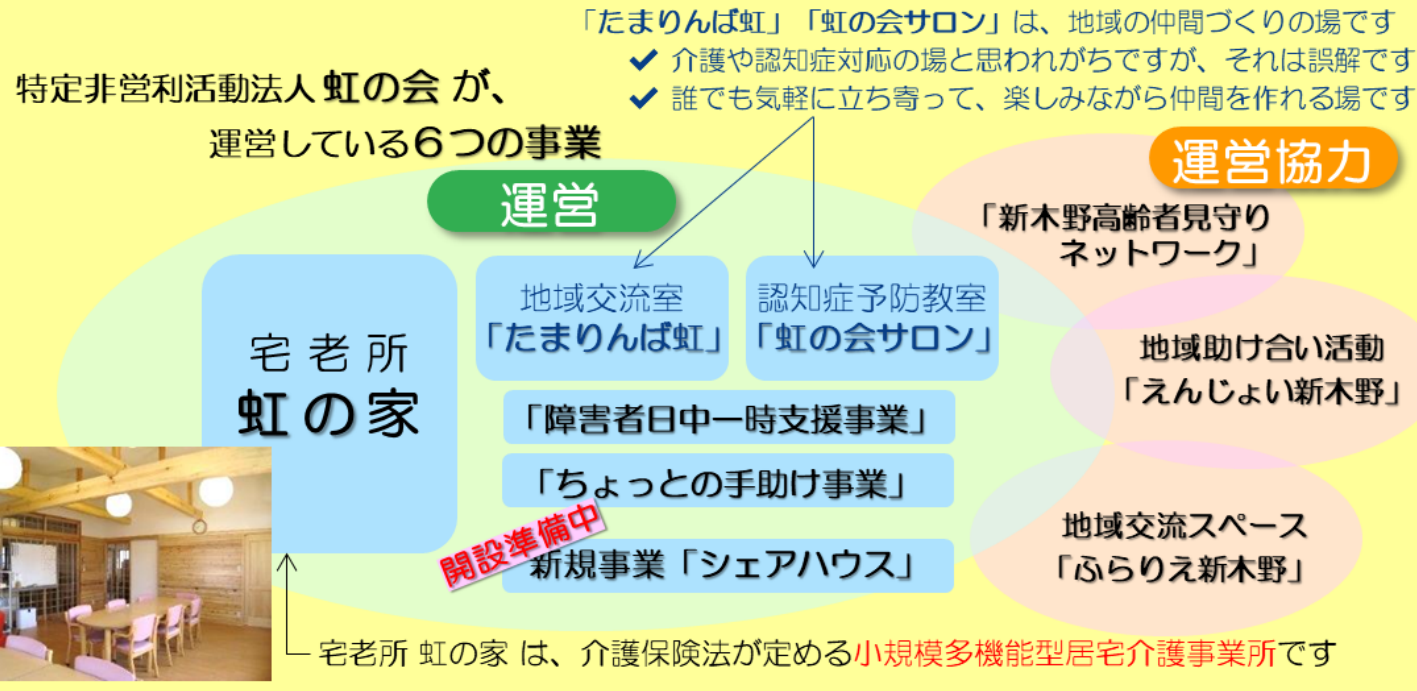 「たまりんば虹」「虹の会サロン」は、地域の仲間づくりの場です
✔ 介護や認知症対応の場と思われがちですが、それは誤解です
✔ 誰でも気軽に立ち寄って、楽しみながら仲間を作れる場です
特定非営利活動法人 虹の会 が、
運営している6つの事業
運営
運営協力
宅老所
虹の家
地域交流室
「たまりんば虹」
認知症予防教室
「虹の会サロン」
「障害者日中一時支援事業」
「ちょっとの手助け事業」
開設準備中
新規事業「シェアハウス」
「新木野高齢者見守り
ネットワーク」
地域助け合い活動
「えんじょい新木野」
地域交流スペース
「ふらりえ新木野」
宅老所 虹の家 は、介護保険法が定める小規模多機能型居宅介護事業所です